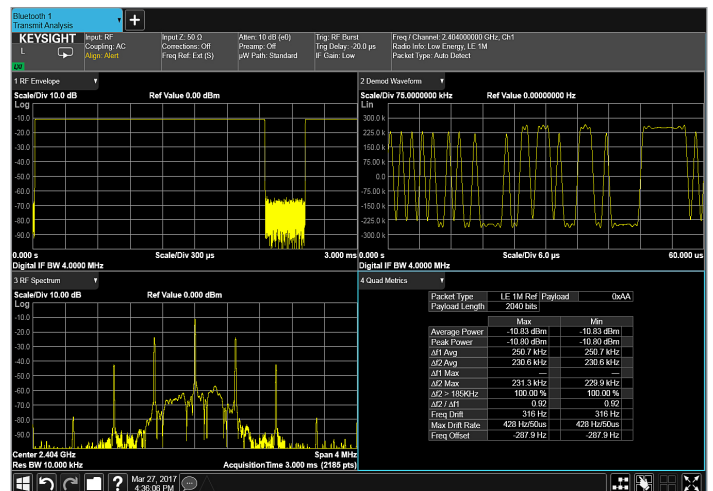 Bluetooth 1
Transmit Analysis
KEYSIGHT
L
Input: RF
Coupling: AC
Align: Alert
Input Z: 50 Ω
Corrections: Off
Freq Ref: Ext (S)
Atten: 10 dB (e0)
Preamp: Off
µW Path: Standard
Trig: RF Burst
Trig Delay: -20.0 µs
IF Gain: Low
Freq / Channel: 2.404000000 GHz, Ch1
Radio Info: Low Energy, LE 1M
Packet Type: Auto Detect
1 RF Envelope
Scale/Div 10.0 dB Ref Value 0.00 dBm
Log
-10.0
-20.0
-30.0
-40.0
-50.0
-60.0
-70.0
-80.0
-90.0
0.000 s Scale/Div 300 µs 3.000 ms
Digital IF BW 4.0000 MHz
2 Demod Waveform
Scale/Div 75.0000000 kHz Ref Value 0.00000000 Hz
Lin
300.0 k
225.0 k
150.0 k
75.00 k
0.0
-75.00 k
-150.0 k
-225.0 k
-300.0 k
0.000 s Scale/Div 6.0 µs 60.000 us
Digital IF BW 4.0000 MHz
3 RF Spectrum
Scale/Div 10.00 dB Ref Value 0.000 dBm
Log
-10.0
-20.0
-30.0
-40.0
-50.0
-60.0
-70.0
-80.0
-90.0
Center 2.404 GHz Span 4 MHz
Res BW 10.000 kHz AcquisitionTime 3.000 ms (2185 pts)
4 Quad Metrics
Packet Type LE 1M Ref Payload 0xAA
Payload Length 2040 bits
Max Min
Average Power -10.83 dBm -10.83 dBm
Peak Power -10.80 dBm -10.80 dBm
Δf1 Avg 250.7 kHz 250.7 kHz
Δf2 Avg 230.6 kHz 230.6 kHz
Δf1 Max — —
Δf2 Max 231.3 kHz 229.9 kHz
Δf2 > 185KHz 100.00 % 100.00 %
Δf2 / Δf1 0.92 0.92
Freq Drift 316 Hz 316 Hz
Max Drift Rate 428 Hz/50us 428 Hz/50us
Freq Offset -287.9 Hz -287.9 Hz
Mar 27, 2017
4:36:06 PM